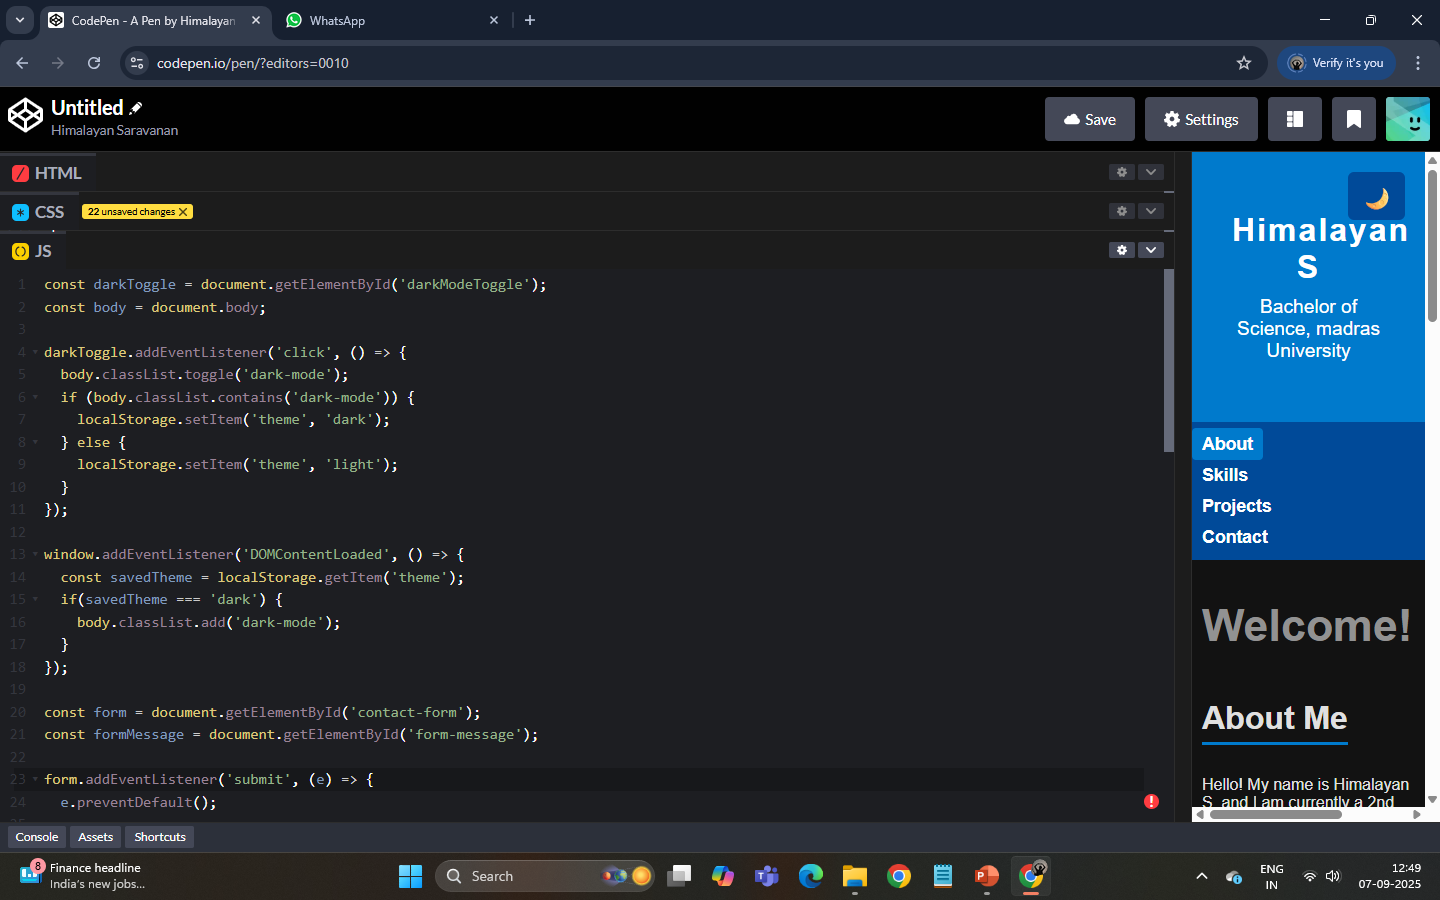 CodePen - A Pen by Himalayan
WhatsApp
codepen.io/pen/?editors=0010
Verify it's you
Untitled
Himalayan Saravanan
Save
Settings
HTML
CSS
22 unsaved changes
JS
1 const darkToggle = document.getElementById('darkModeToggle');
2 const body = document.body;
3
4 darkToggle.addEventListener('click', () => {
5 body.classList.toggle('dark-mode');
6 if (body.classList.contains('dark-mode')) {
7 localStorage.setItem('theme', 'dark');
8 } else {
9 localStorage.setItem('theme', 'light');
10 }
11 });
12
13 window.addEventListener('DOMContentLoaded', () => {
14 const savedTheme = localStorage.getItem('theme');
15 if(savedTheme === 'dark') {
16 body.classList.add('dark-mode');
17 }
18 });
19
20 const form = document.getElementById('contact-form');
21 const formMessage = document.getElementById('form-message');
22
23 form.addEventListener('submit', (e) => {
24 e.preventDefault();
Himalayan
S
Bachelor of
Science, madras
University
About
Skills
Projects
Contact
Welcome!
About Me
Hello! My name is Himalayan
S, and I am currently a 2nd
Console
Assets
Shortcuts
8
Finance headline
India's new jobs...
Search
ENG
IN
12:49
07-09-2025